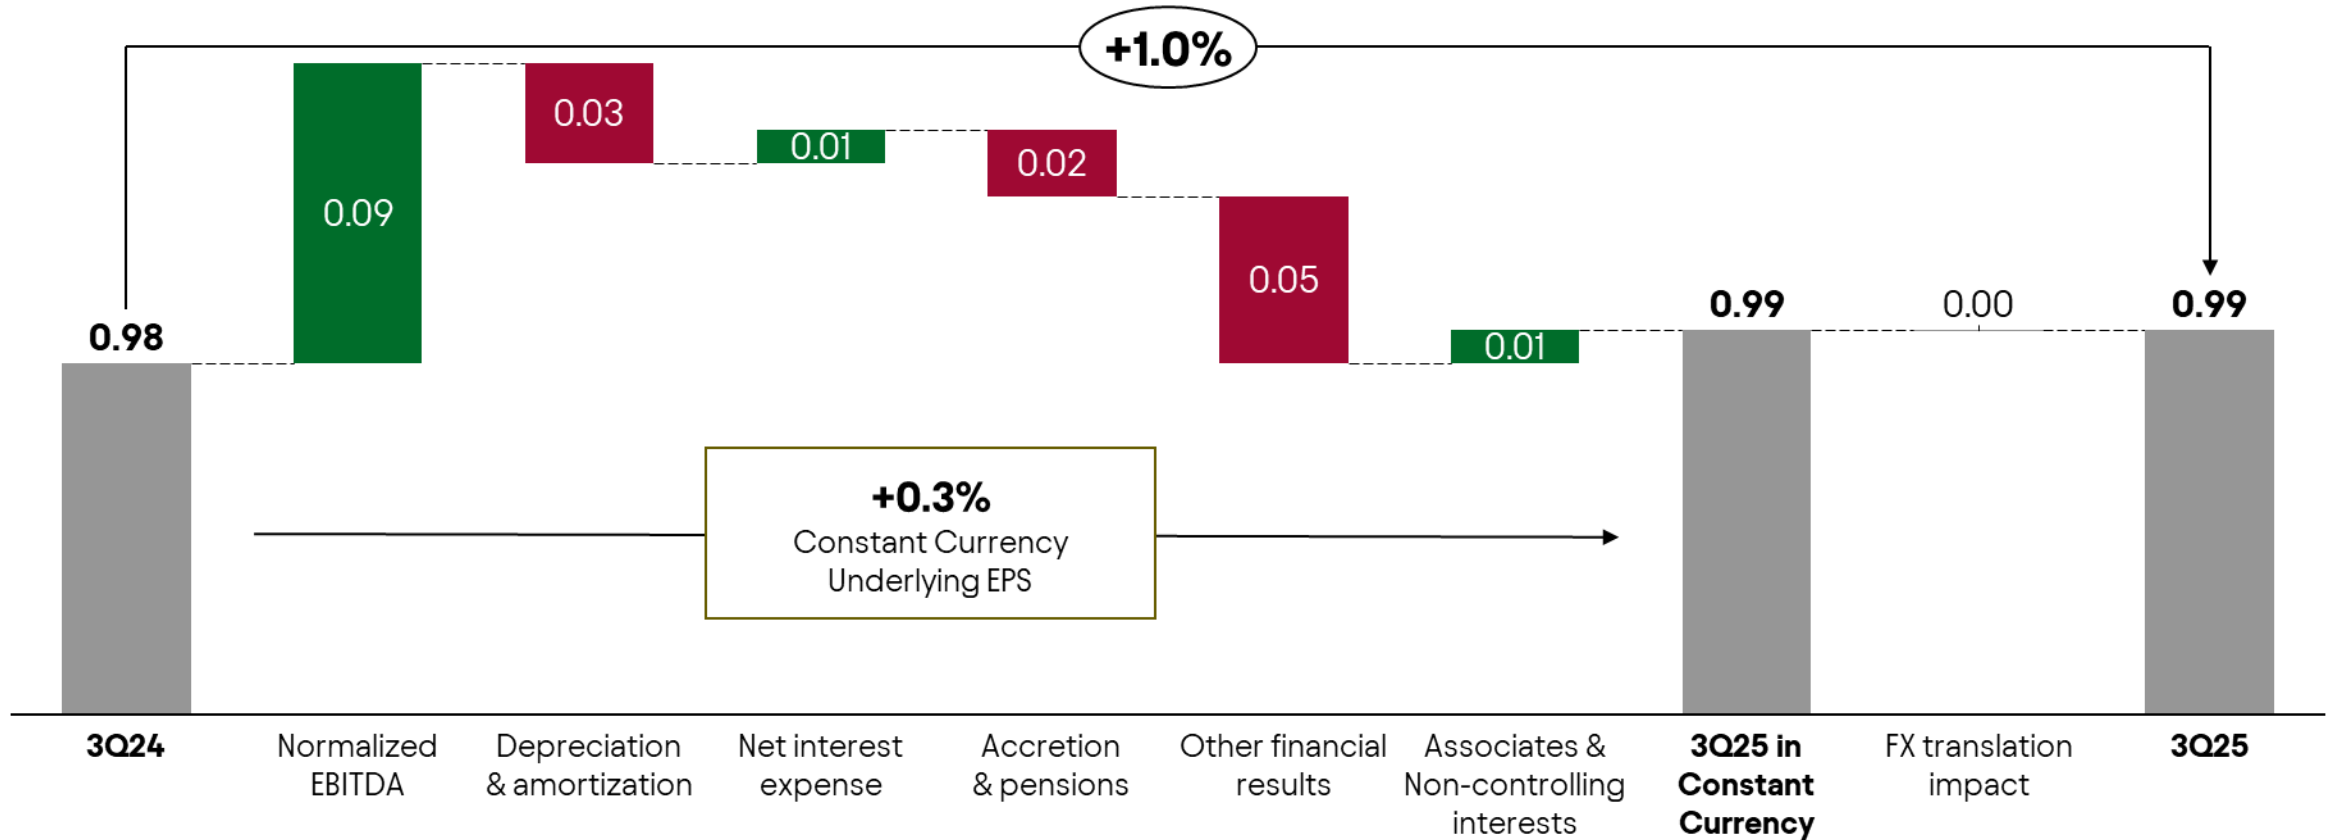 +1.0%
0.98
0.09
0.03
0.01
0.02
0.05
0.01
0.99
0.00
0.99
+0.3%
Constant Currency
Underlying EPS
3Q24
Normalized
EBITDA
Depreciation
& amortization
Net interest
expense
Accretion
& pensions
Other financial
results
Associates &
Non-controlling
interests
3Q25 in
Constant
Currency
FX translation
impact
3Q25